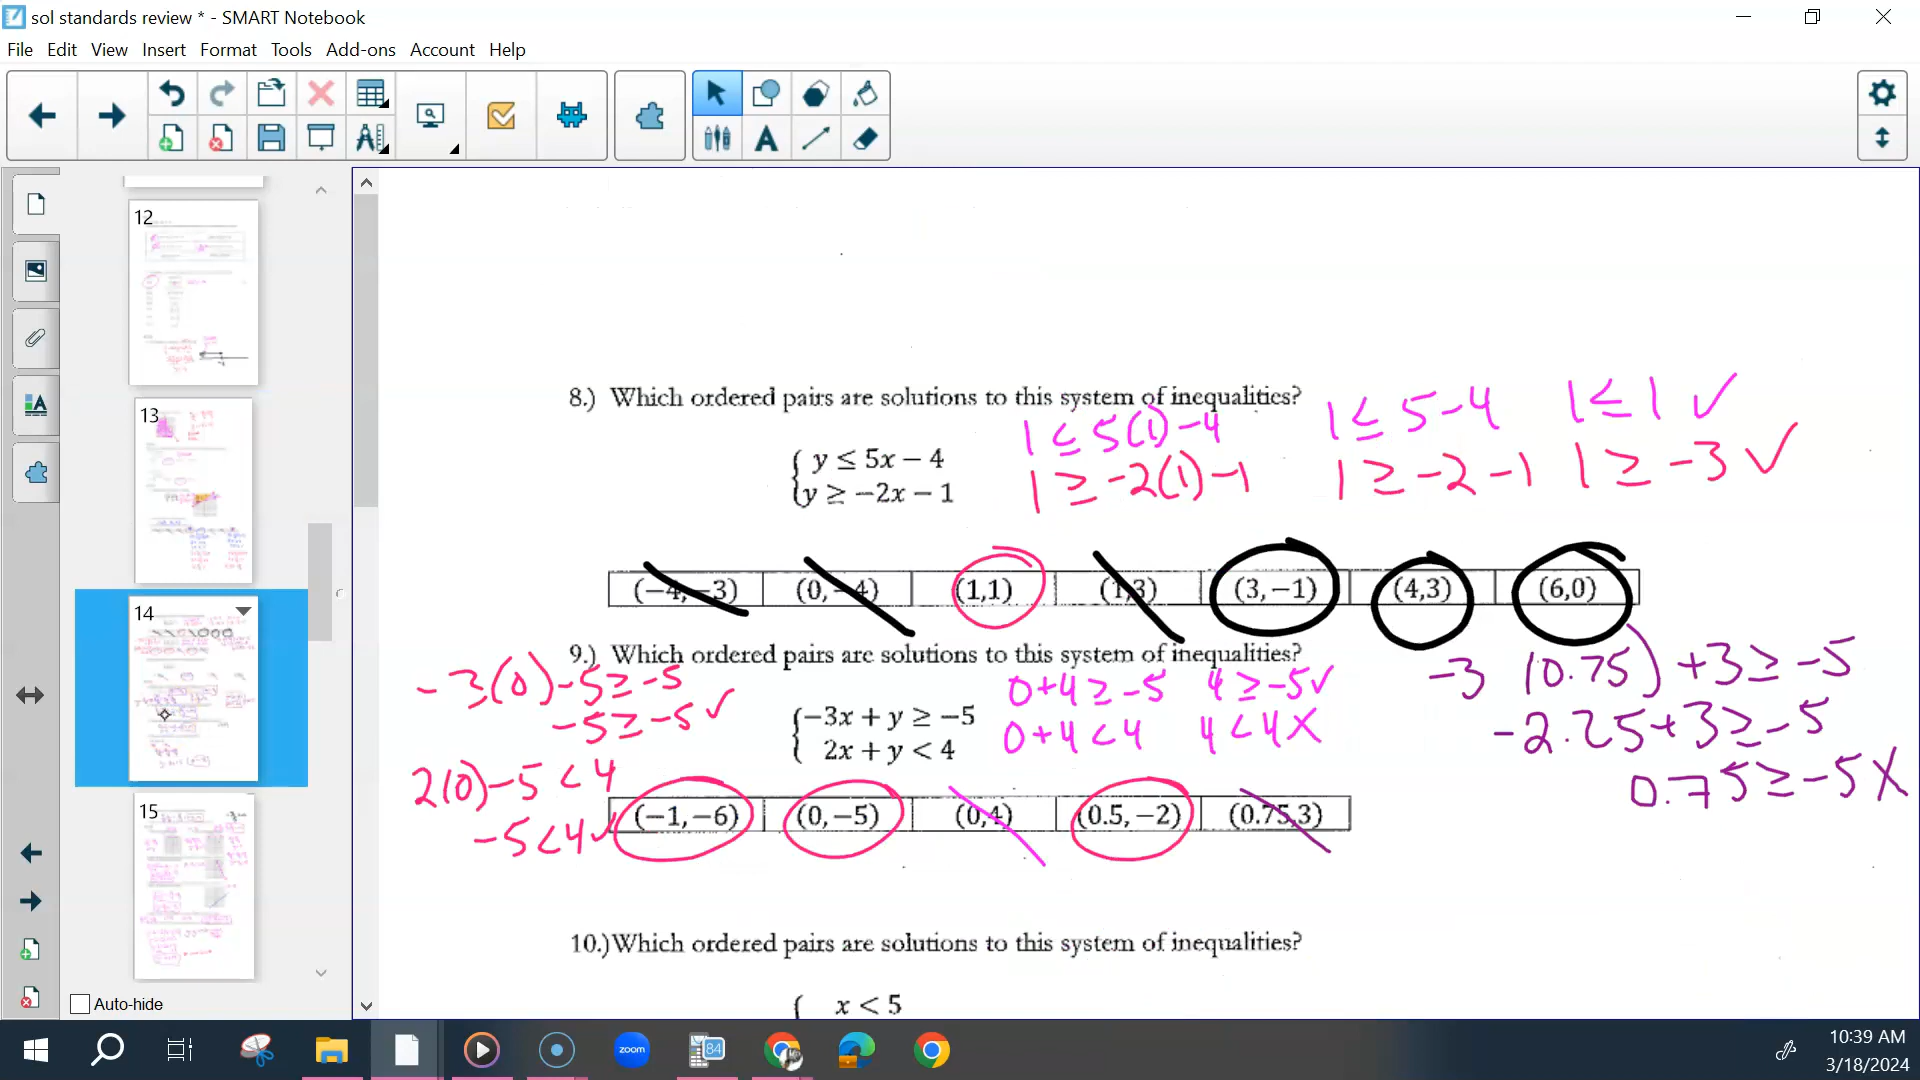 sol standards review * - SMART Notebook
File Edit View Insert Format Tools Add-ons Account Help
12
13
14
15
Auto-hide
8.) Which ordered pairs are solutions to this system of inequalities?
y ≤ 5x − 4
y ≥ −2x − 1
1 ≤ 5(1)-4 1 ≤ 5-4 1 ≤ 1 ✓
1 ≥ -2(1)-1 1 ≥ -2-1 1 ≥ -3 ✓
(−4,−3) (0,−4) (1,1) (1,3) (3,−1) (4,3) (6,0)
9.) Which ordered pairs are solutions to this system of inequalities?
-3(0)-5≥-5
-5≥-5 ✓
2(0)-5<4
-5<4 ✓
−3x + y ≥ −5
2x + y < 4
0+4≥-5 4≥-5 ✓
0+4<4 4<4 X
-3 (0.75) +3≥-5
-2.25+3≥-5
0.75≥-5 X
(−1,−6) (0,−5) (0,4) (0.5,−2) (0.75,3)
10.) Which ordered pairs are solutions to this system of inequalities?
x < 5
zoom
84
10:39 AM
3/18/2024